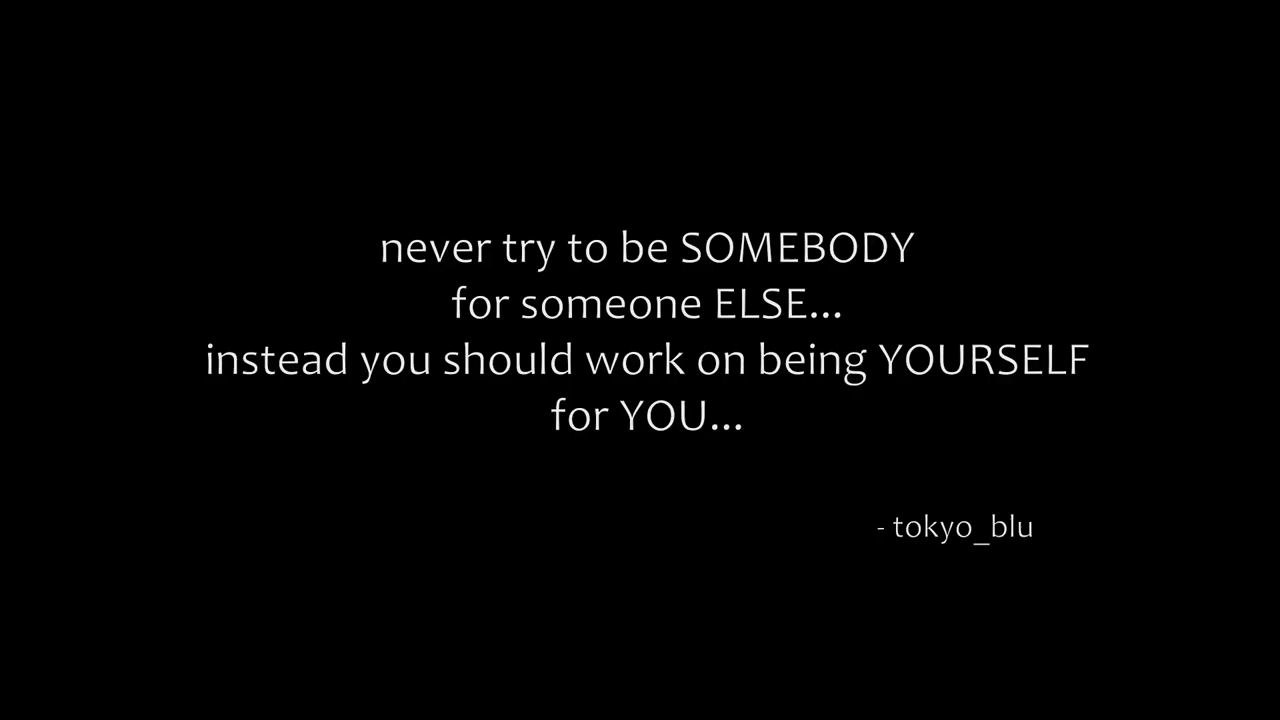 never try to be SOMEBODY
for someone ELSE...
instead you should work on being YOURSELF
for YOU...
- tokyo_blu